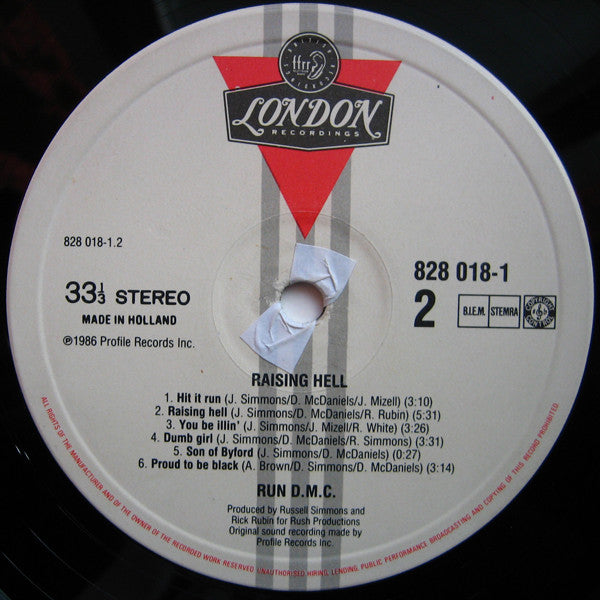 BRITISH RECORDINGS
ffrr
LONDON
RECORDINGS
828 018-1.2
33⅓ STEREO
MADE IN HOLLAND
℗1986 Profile Records Inc.
828 018-1
2
B.I.E.M. STEMRA
COPYRIGHT CONTROL
RAISING HELL
1. Hit it run (J. Simmons/D. McDaniels/J. Mizell) (3:10)
2. Raising hell (J. Simmons/D. McDaniels/R. Rubin) (5:31)
3. You be illin' (J. Simmons/J. Mizell/R. White) (3:26)
4. Dumb girl (J. Simmons/D. McDaniels/R. Simmons) (3:31)
5. Son of Byford (J. Simmons/D. McDaniels) (0:27)
6. Proud to be black (A. Brown/D. Simmons/D. McDaniels) (3:14)
RUN D.M.C.
Produced by Russell Simmons and
Rick Rubin for Rush Productions
Original sound recording made by
Profile Records Inc.
ALL RIGHTS OF THE MANUFACTURER AND OF THE OWNER OF THE RECORDED WORK RESERVED. UNAUTHORISED HIRING, LENDING, PUBLIC PERFORMANCE BROADCASTING AND COPYING OF THIS RECORD PROHIBITED